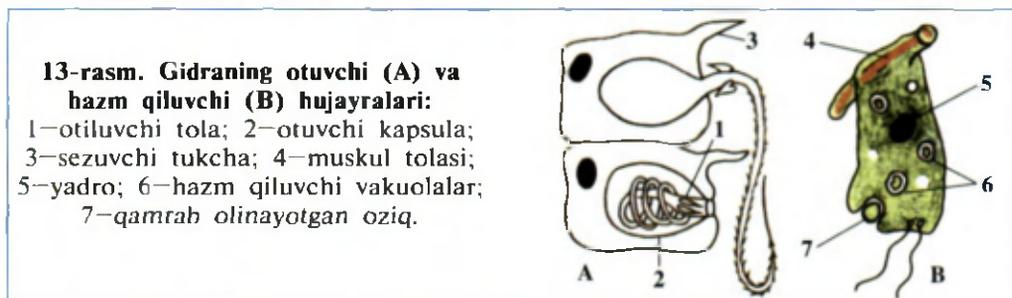 13-rasm. Gidraning otuvchi (A) va
hazm qiluvchi (B) hujayralari:
1—otiluvchi tola; 2—otuvchi kapsula;
3—sezuvchi tukcha; 4—muskul tolasi;
5—yadro; 6—hazm qiluvchi vakuolalar;
7—qamrab olinayotgan oziq.
3
1
A
2
4
5
6
7
B